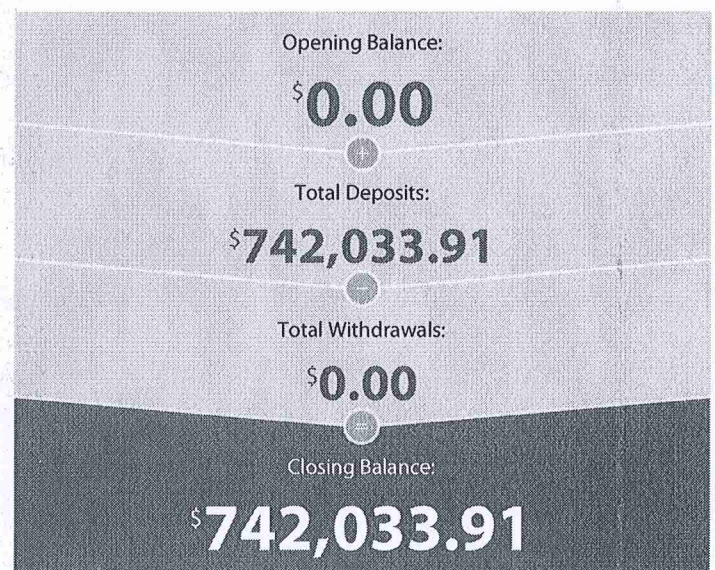 Opening Balance:
$0.00
+
Total Deposits:
$742,033.91
-
Total Withdrawals:
$0.00
=
Closing Balance:
$742,033.91